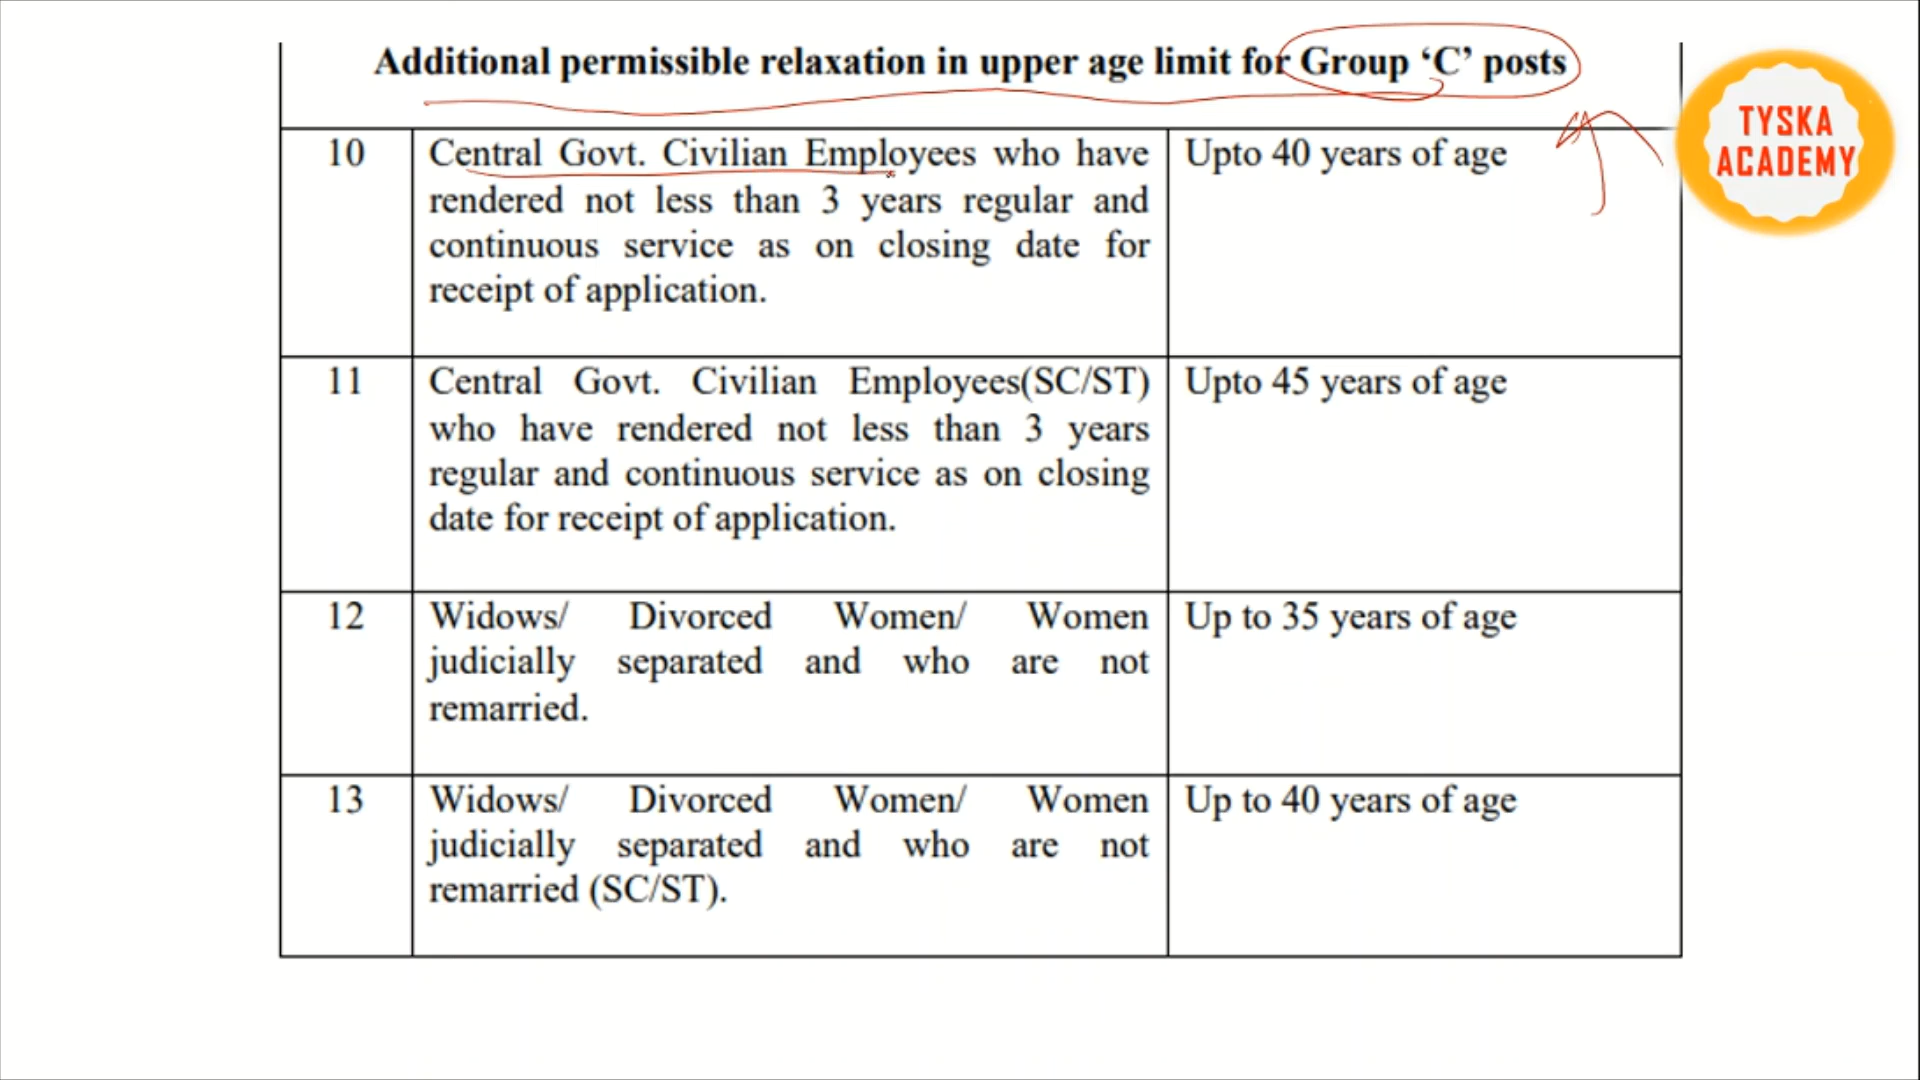 Additional permissible relaxation in upper age limit for Group ‘C’ posts
TYSKA
ACADEMY
10
Central Govt. Civilian Employees who have
rendered not less than 3 years regular and
continuous service as on closing date for
receipt of application.
Upto 40 years of age
11
Central Govt. Civilian Employees(SC/ST)
who have rendered not less than 3 years
regular and continuous service as on closing
date for receipt of application.
Upto 45 years of age
12
Widows/ Divorced Women/ Women
judicially separated and who are not
remarried.
Up to 35 years of age
13
Widows/ Divorced Women/ Women
judicially separated and who are not
remarried (SC/ST).
Up to 40 years of age